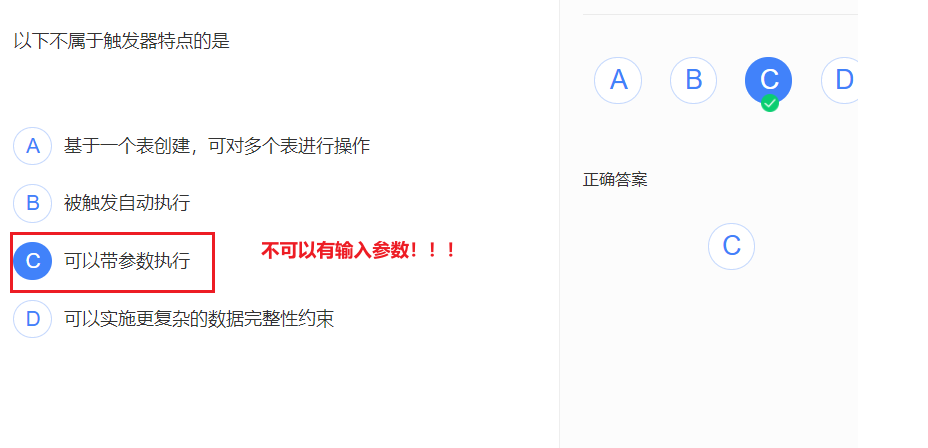 以下不属于触发器特点的是
A 基于一个表创建，可对多个表进行操作
B 被触发自动执行
C 可以带参数执行
不可以有输入参数！！！
D 可以实施更复杂的数据完整性约束
A B C D
正确答案
C